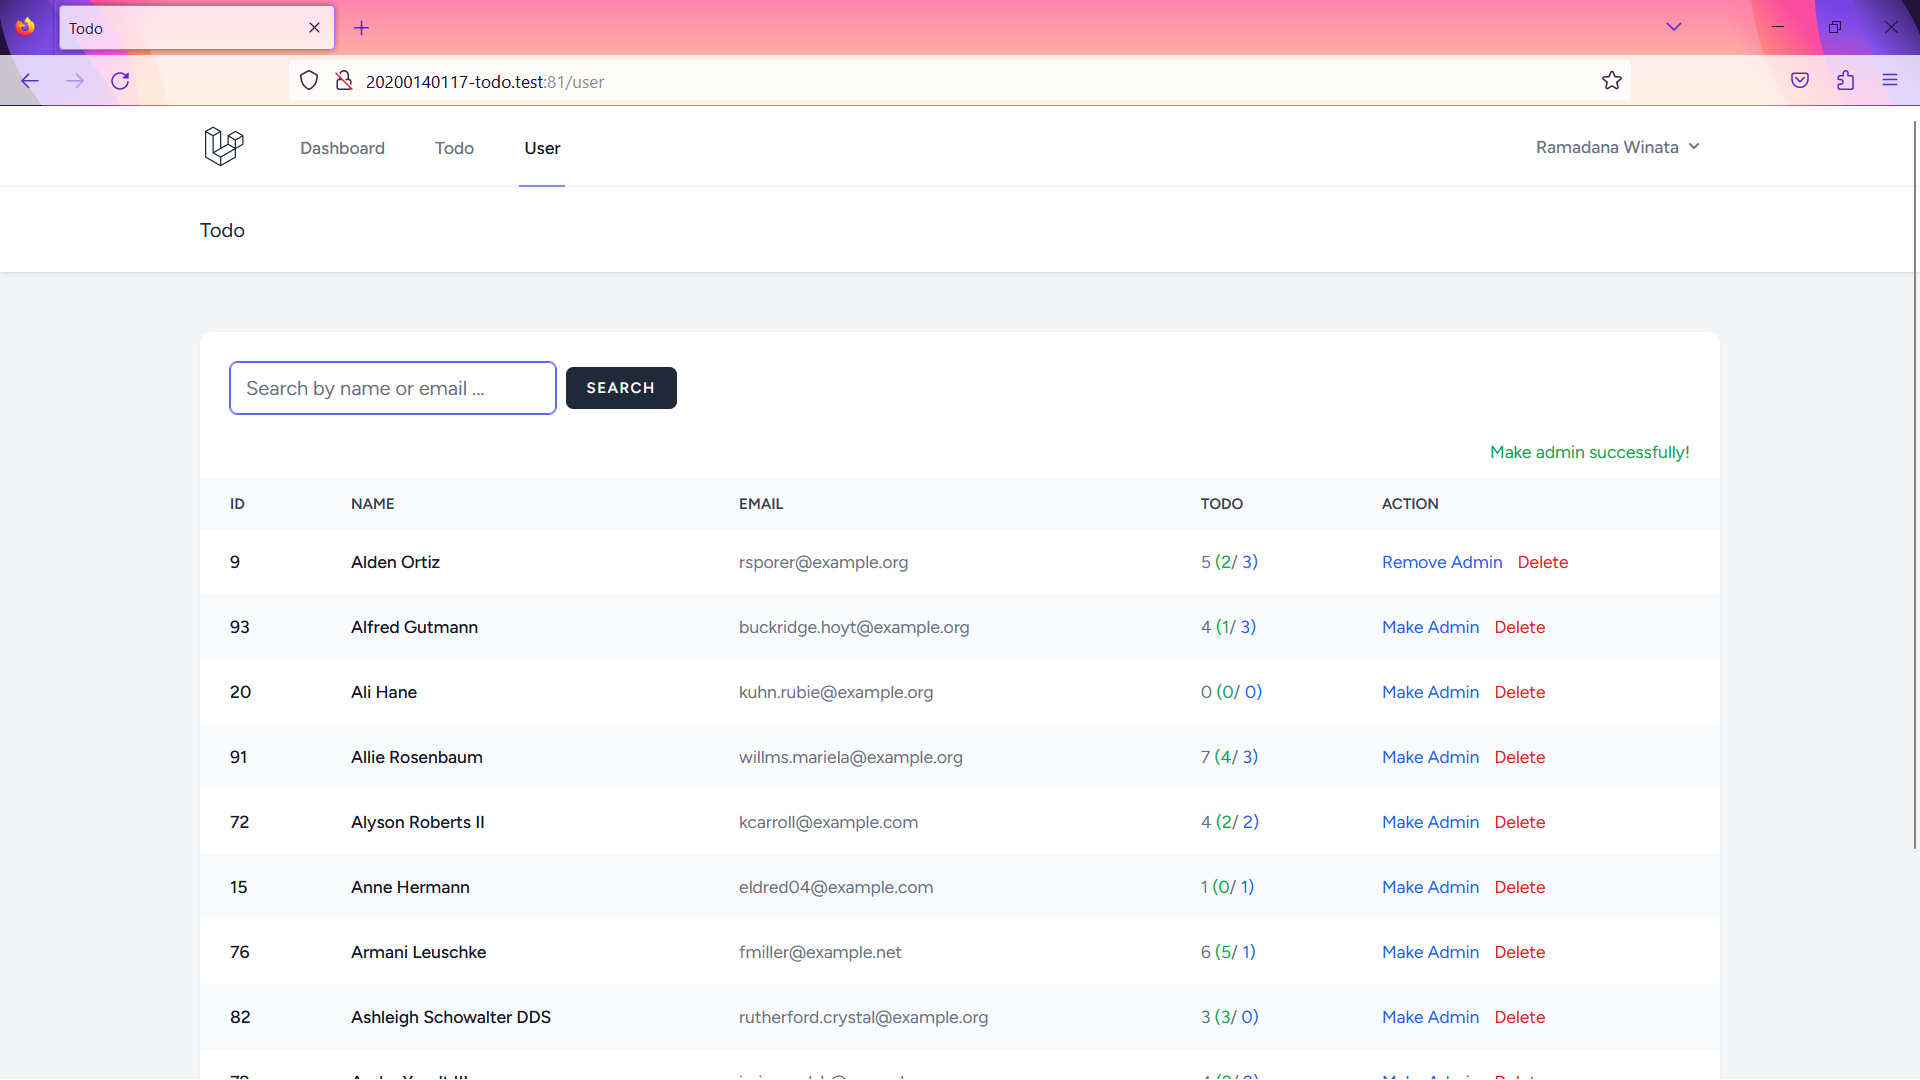 Todo
20200140117-todo.test:81/user
Dashboard Todo User Ramadana Winata
Todo
Search by name or email ... SEARCH
Make admin successfully!
ID NAME EMAIL TODO ACTION
9 Alden Ortiz rsporer@example.org 5 (2/ 3) Remove Admin Delete
93 Alfred Gutmann buckridge.hoyt@example.org 4 (1/ 3) Make Admin Delete
20 Ali Hane kuhn.rubie@example.org 0 (0/ 0) Make Admin Delete
91 Allie Rosenbaum willms.mariela@example.org 7 (4/ 3) Make Admin Delete
72 Alyson Roberts II kcarroll@example.com 4 (2/ 2) Make Admin Delete
15 Anne Hermann eldred04@example.com 1 (0/ 1) Make Admin Delete
76 Armani Leuschke fmiller@example.net 6 (5/ 1) Make Admin Delete
82 Ashleigh Schowalter DDS rutherford.crystal@example.org 3 (3/ 0) Make Admin Delete